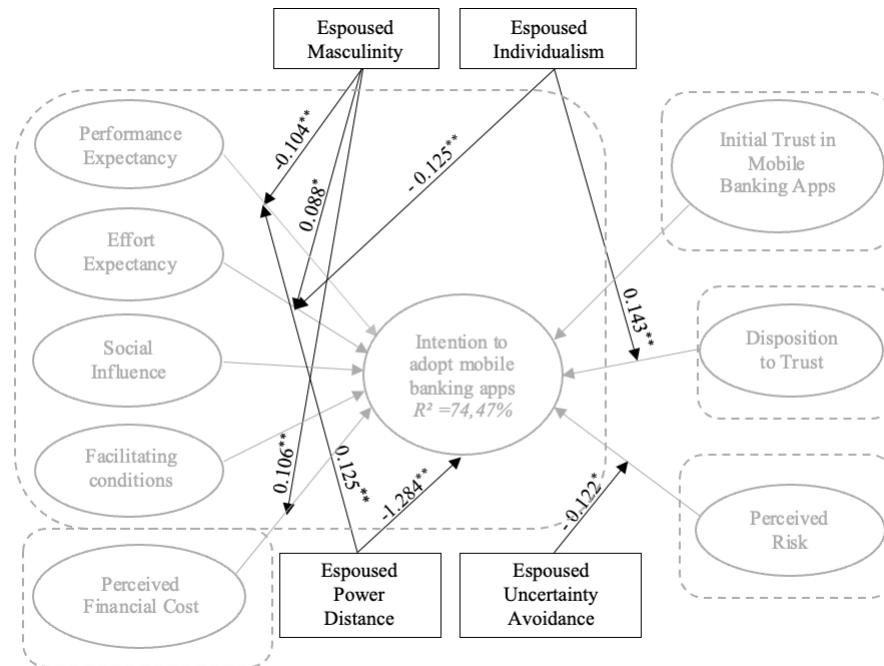 Espoused
Masculinity
Espoused
Individualism
Performance
Expectancy
-0.104**
0.088*
- 0.125**
Initial Trust in
Mobile
Banking Apps
Effort
Expectancy
0.143**
Social
Influence
Intention to
adopt mobile
banking apps
R² =74,47%
Disposition
to Trust
Facilitating
conditions
0.106**
0.125**
-1.284**
- 0.122*
Perceived
Risk
Perceived
Financial Cost
Espoused
Power
Distance
Espoused
Uncertainty
Avoidance